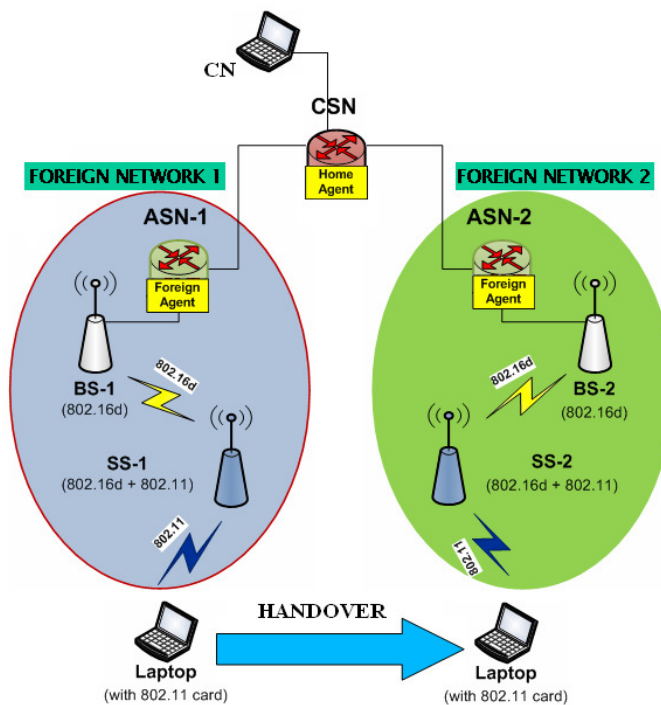 CN
CSN
Home
Agent
FOREIGN NETWORK 1
FOREIGN NETWORK 2
ASN-1
ASN-2
Foreign
Agent
Foreign
Agent
802.16d
802.16d
BS-1
(802.16d)
BS-2
(802.16d)
SS-1
(802.16d + 802.11)
SS-2
(802.16d + 802.11)
802.11
802.11
HANDOVER
Laptop
(with 802.11 card)
Laptop
(with 802.11 card)